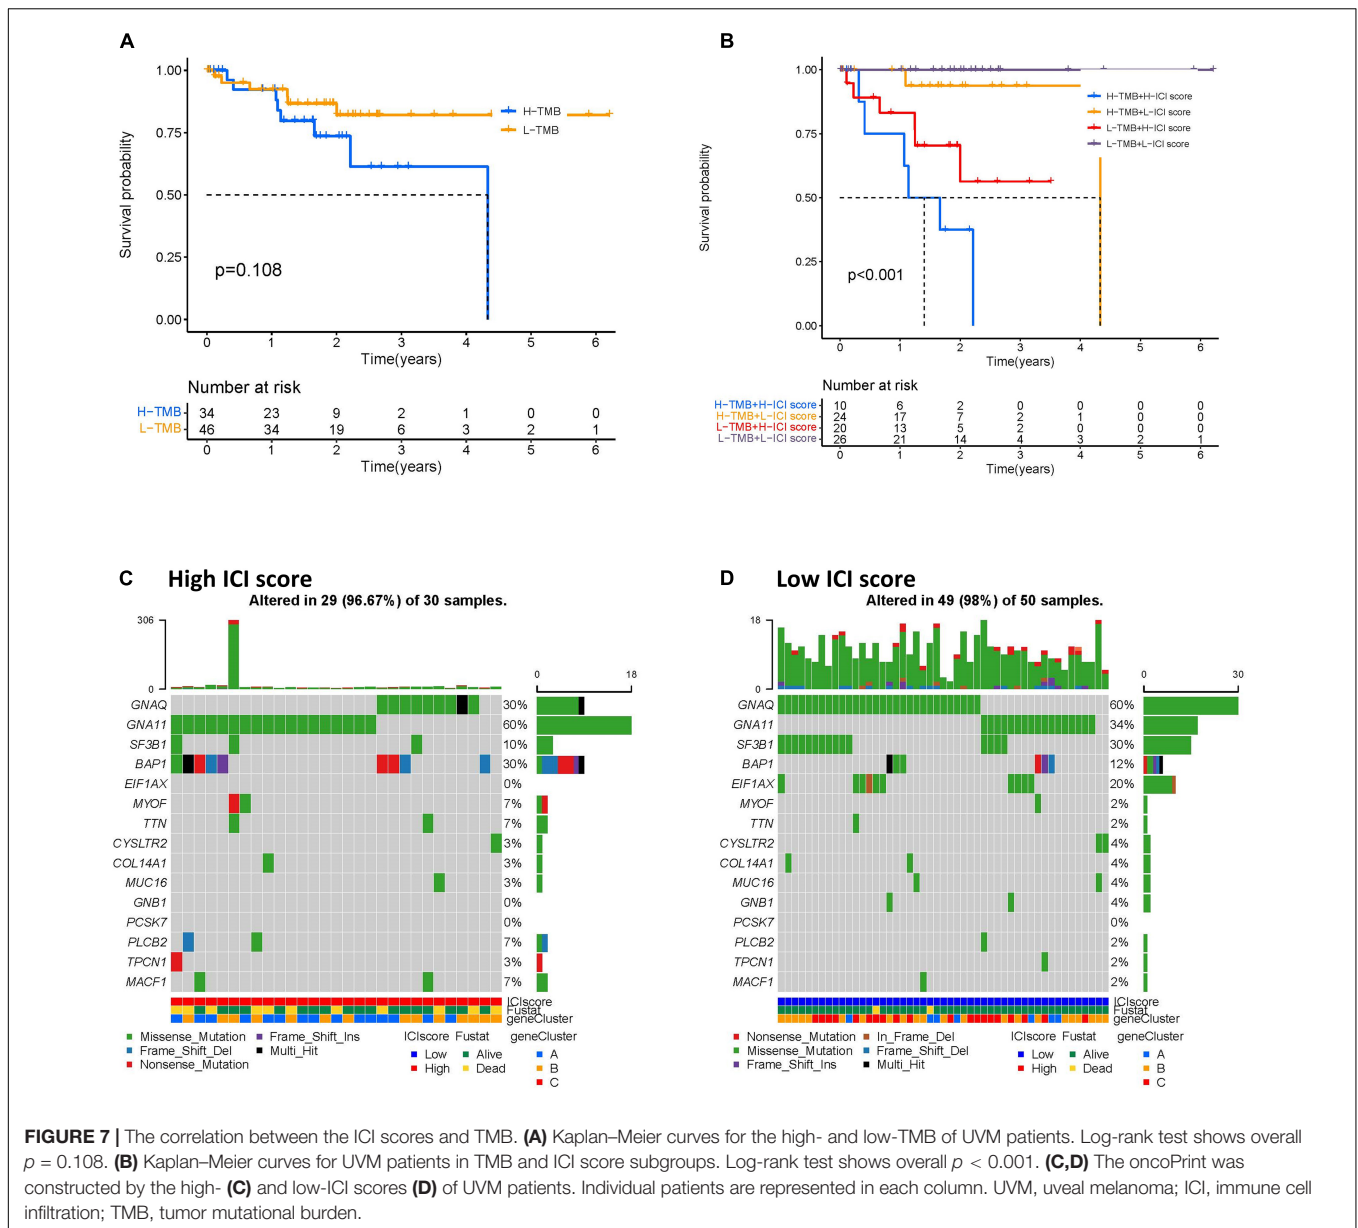 A
1.00
0.75
0.50
0.25
0.00
Survival probability
p=0.108
H−TMB
L−TMB
0 1 2 3 4 5 6
Time(years)
Number at risk
H−TMB 34 23 9 2 1 0 0
L−TMB 46 34 19 6 3 2 1
0 1 2 3 4 5 6
Time(years)
B
1.00
0.75
0.50
0.25
0.00
Survival probability
p<0.001
H−TMB+H−ICI score
H−TMB+L−ICI score
L−TMB+H−ICI score
L−TMB+L−ICI score
0 1 2 3 4 5 6
Time(years)
Number at risk
H−TMB+H−ICI score 10 6 2 0 0 0 0
H−TMB+L−ICI score 24 17 7 2 1 0 0
L−TMB+H−ICI score 20 13 5 2 0 0 0
L−TMB+L−ICI score 26 21 14 4 3 2 1
0 1 2 3 4 5 6
Time(years)
C High ICI score
Altered in 29 (96.67%) of 30 samples.
306
0
0 18
GNAQ 30%
GNA11 60%
SF3B1 10%
BAP1 30%
EIF1AX 0%
MYOF 7%
TTN 7%
CYSLTR2 3%
COL14A1 3%
MUC16 3%
GNB1 0%
PCSK7 0%
PLCB2 7%
TPCN1 3%
MACF1 7%
ICIscore
Fustat
geneCluster
Missense_Mutation Frame_Shift_Ins ICIscore Fustat geneCluster
Frame_Shift_Del Multi_Hit Low Alive A
Nonsense_Mutation High Dead B
C
D Low ICI score
Altered in 49 (98%) of 50 samples.
18
0
0 30
GNAQ 60%
GNA11 34%
SF3B1 30%
BAP1 12%
EIF1AX 20%
MYOF 2%
TTN 2%
CYSLTR2 4%
COL14A1 4%
MUC16 4%
GNB1 4%
PCSK7 0%
PLCB2 2%
TPCN1 2%
MACF1 2%
ICIscore
Fustat
geneCluster
Nonsense_Mutation In_Frame_Del ICIscore Fustat geneCluster
Missense_Mutation Frame_Shift_Del Low Alive A
Frame_Shift_Ins Multi_Hit High Dead B
C
FIGURE 7 | The correlation between the ICI scores and TMB. (A) Kaplan–Meier curves for the high- and low-TMB of UVM patients. Log-rank test shows overall
p = 0.108. (B) Kaplan–Meier curves for UVM patients in TMB and ICI score subgroups. Log-rank test shows overall p < 0.001. (C,D) The oncoPrint was
constructed by the high- (C) and low-ICI scores (D) of UVM patients. Individual patients are represented in each column. UVM, uveal melanoma; ICI, immune cell
infiltration; TMB, tumor mutational burden.